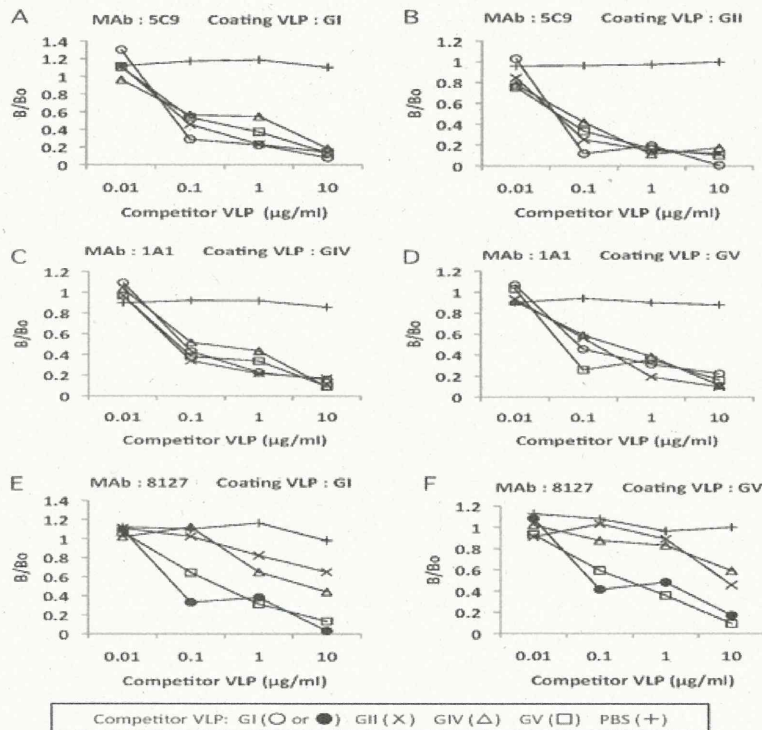 A MAb : 5C9 Coating VLP : GI
B/Bo
1.4
1.2
1
0.8
0.6
0.4
0.2
0
0.01 0.1 1 10
Competitor VLP (µg/ml)
B MAb : 5C9 Coating VLP : GII
B/Bo
1.2
1
0.8
0.6
0.4
0.2
0
0.01 0.1 1 10
Competitor VLP (µg/ml)
C MAb : 1A1 Coating VLP : GIV
B/Bo
1.2
1
0.8
0.6
0.4
0.2
0
0.01 0.1 1 10
Competitor VLP (µg/ml)
D MAb : 1A1 Coating VLP : GV
B/Bo
1.2
1
0.8
0.6
0.4
0.2
0
0.01 0.1 1 10
Competitor VLP (µg/ml)
E MAb : 8127 Coating VLP : GI
B/Bo
1.4
1.2
1
0.8
0.6
0.4
0.2
0
0.01 0.1 1 10
Competitor VLP (µg/ml)
F MAb : 8127 Coating VLP : GV
B/Bo
1.2
1
0.8
0.6
0.4
0.2
0
0.01 0.1 1 10
Competitor VLP (µg/ml)
Competitor VLP: GI (○ or ●) GII (×) GIV (△) GV (□) PBS (+)